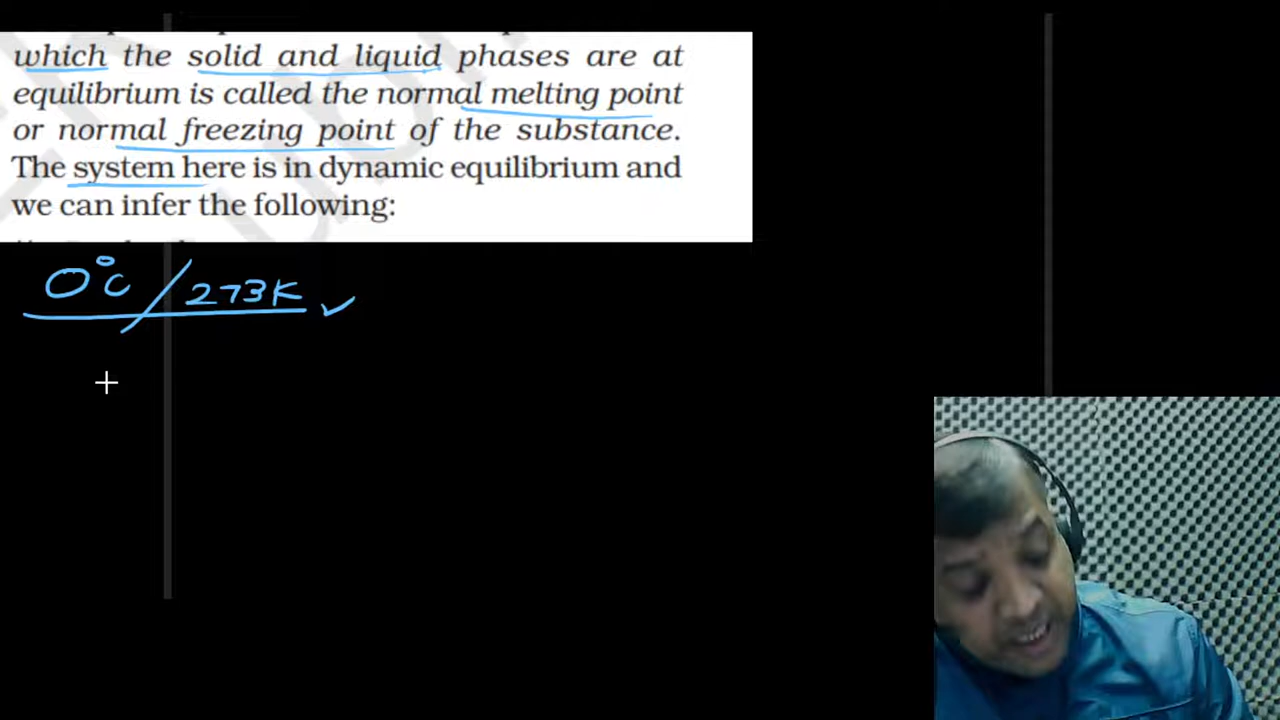 which the solid and liquid phases are at
equilibrium is called the normal melting point
or normal freezing point of the substance.
The system here is in dynamic equilibrium and
we can infer the following:
0°C / 273K ✓